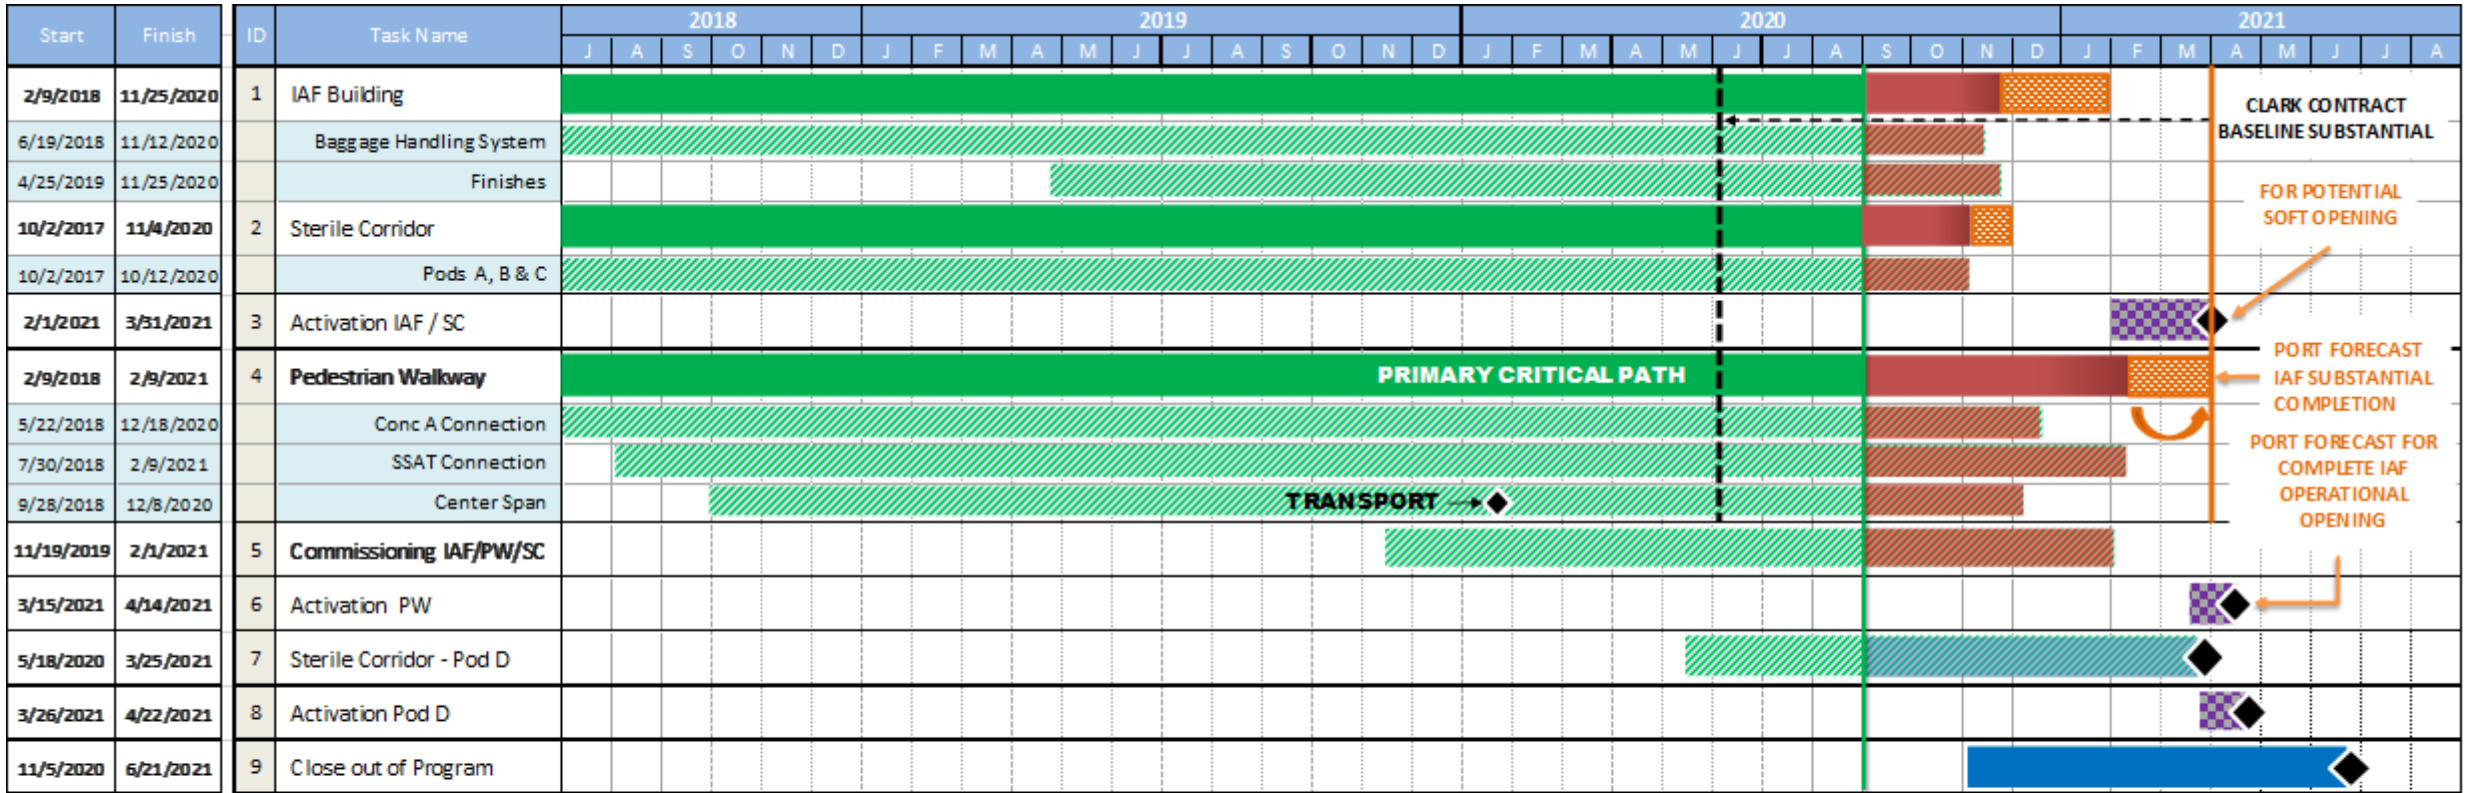 Start Finish ID Task Name 2018 2019 2020 2021
J A S O N D J F M A M J J A S O N D J F M A M J J A S O N D J F M A M J J A
2/9/2018 11/25/2020 1 IAF Building
6/19/2018 11/12/2020 Baggage Handling System
4/25/2019 11/25/2020 Finishes
10/2/2017 11/4/2020 2 Sterile Corridor
10/2/2017 10/12/2020 Pods A, B & C
2/1/2021 3/31/2021 3 Activation IAF / SC
2/9/2018 2/9/2021 4 Pedestrian Walkway PRIMARY CRITICAL PATH
5/22/2018 12/18/2020 Conc A Connection
7/30/2018 2/9/2021 SSAT Connection
9/28/2018 12/8/2020 Center Span TRANSPORT
11/19/2019 2/1/2021 5 Commissioning IAF/PW/SC
3/15/2021 4/14/2021 6 Activation PW
5/18/2020 3/25/2021 7 Sterile Corridor - Pod D
3/26/2021 4/22/2021 8 Activation Pod D
11/5/2020 6/21/2021 9 Close out of Program
CLARK CONTRACT
BASELINE SUBSTANTIAL
FOR POTENTIAL
SOFT OPENING
PORT FORECAST
IAF SUBSTANTIAL
COMPLETION
PORT FORECAST FOR
COMPLETE IAF
OPERATIONAL
OPENING